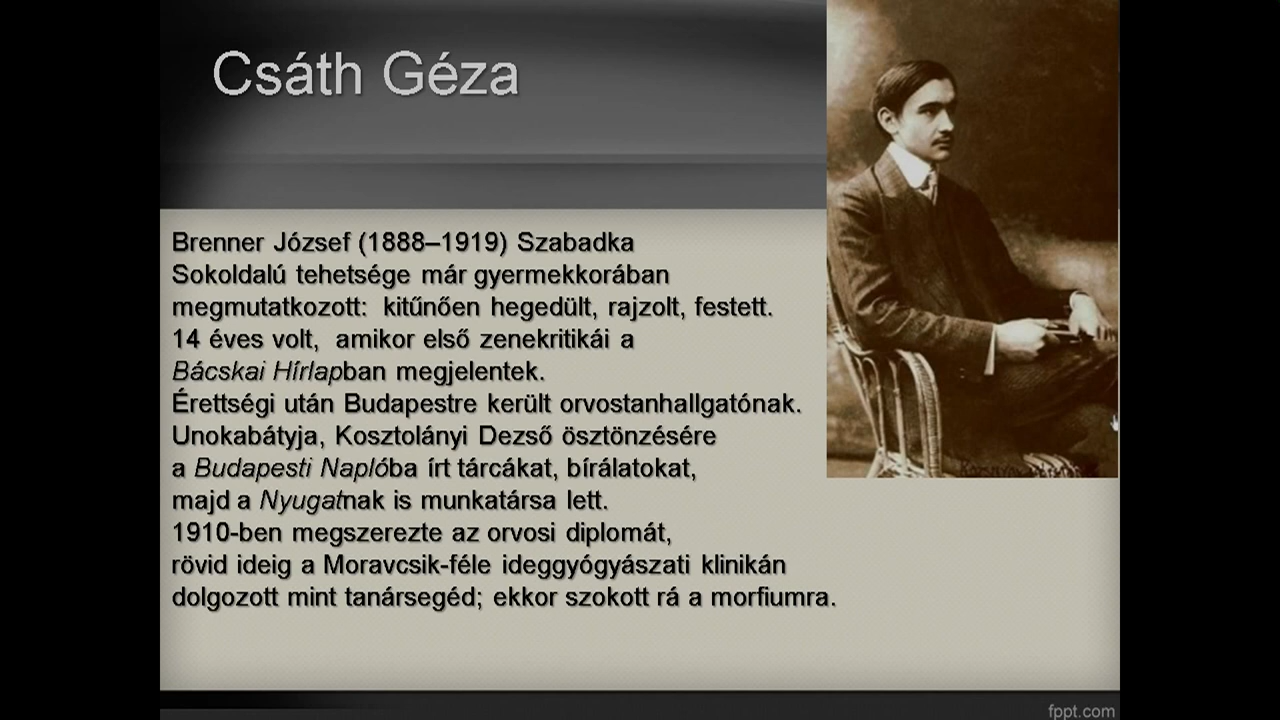 Csáth Géza
Brenner József (1888–1919) Szabadka
Sokoldalú tehetsége már gyermekkorában
megmutatkozott:  kitűnően hegedült, rajzolt, festett.
14 éves volt,  amikor első zenekritikái a
Bácskai Hírlapban megjelentek.
Érettségi után Budapestre került orvostanhallgatónak.
Unokabátyja, Kosztolányi Dezső ösztönzésére
a Budapesti Naplóba írt tárcákat, bírálatokat,
majd a Nyugatnak is munkatársa lett.
1910-ben megszerezte az orvosi diplomát,
rövid ideig a Moravcsik-féle ideggyógyászati klinikán
dolgozott mint tanársegéd; ekkor szokott rá a morfiumra.
fppt.com